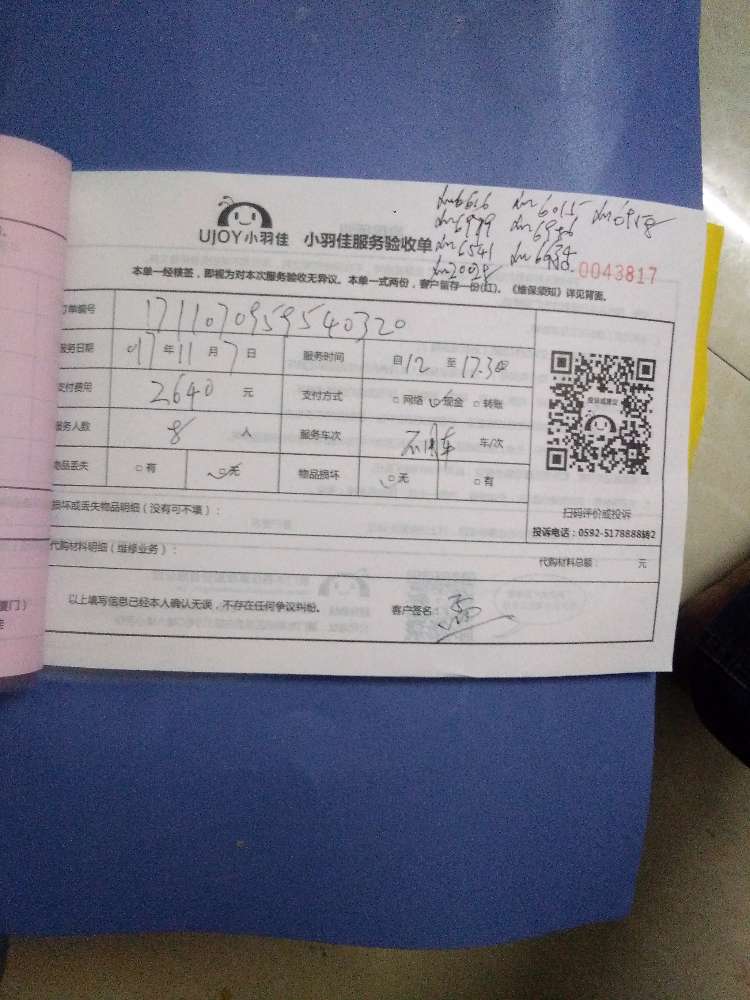 UJOY小羽佳 小羽佳服务验收单
No. 0043817
本单一经核签，即视为对本次服务验收无异议。本单一式两份，客户留存一份(红)。《维保须知》详见背面。
订单编号 1711070959540320
服务日期 017 年 11 月 7 日 服务时间 自 12 至 17.30
支付费用 2640 元 支付方式 网络 现金 转账
服务人数 8 人 服务车次 不用车 车/次
物品丢失 有 无 物品损坏 无 有
损坏或丢失物品明细（没有可不填）：
扫码评价或投诉
投诉电话：0592-5178888转2
代购材料明细（维修业务）： 代购材料总额： 元
以上填写信息已经本人确认无误，不存在任何争议纠纷。 客户签名：
厦门）